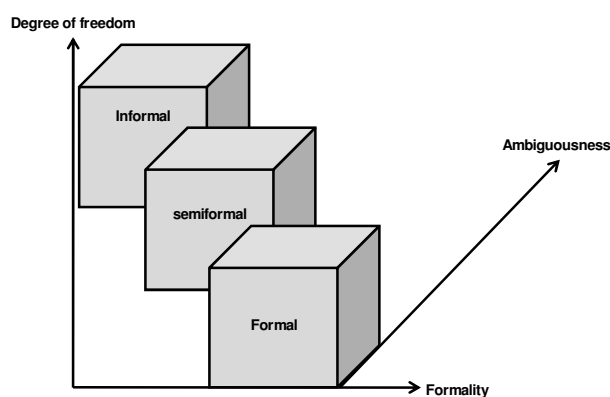 Degree of freedom
Informal
Ambiguousness
semiformal
Formal
Formality